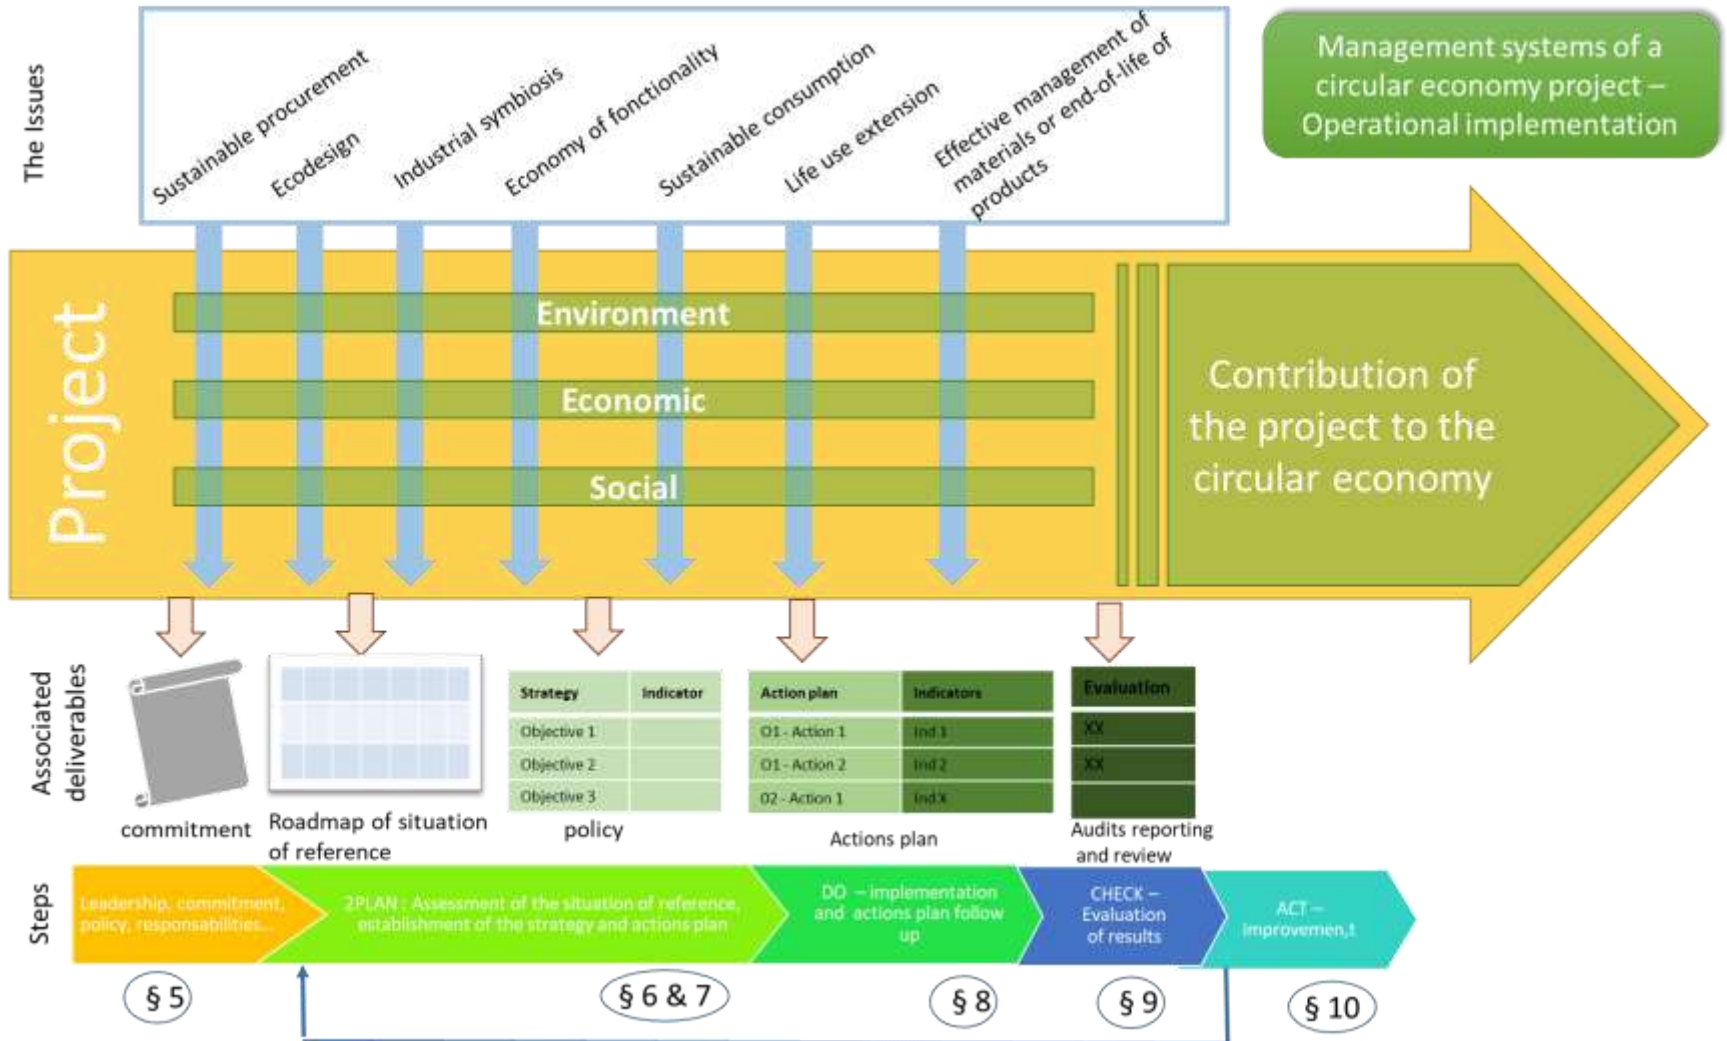 Management systems of a
circular economy project –
Operational implementation
The Issues
Sustainable procurement
Ecodesign
Industrial symbiosis
Economy of fonctionality
Sustainable consumption
Life use extension
Effective management of
materials or end-of-life of
products
Project
Environment
Economic
Social
Contribution of
the project to the
circular economy
Associated
deliverables
commitment
Roadmap of situation
of reference
Strategy Indicator
Objective 1
Objective 2
Objective 3
policy
Action plan Indicators
O1 - Action 1 Ind 1
O1 - Action 2 Ind 2
02 - Action 1 Ind X
Actions plan
Evaluation
XX
XX
Audits reporting
and review
Steps
Leadership, commitment,
policy, responsabilities...
2PLAN : Assessment of the situation of reference,
establishment of the strategy and actions plan
DO – implementation
and actions plan follow
up
CHECK –
Evaluation
of results
ACT –
Improvemen,t
§ 5
§ 6 & 7
§ 8
§ 9
§ 10